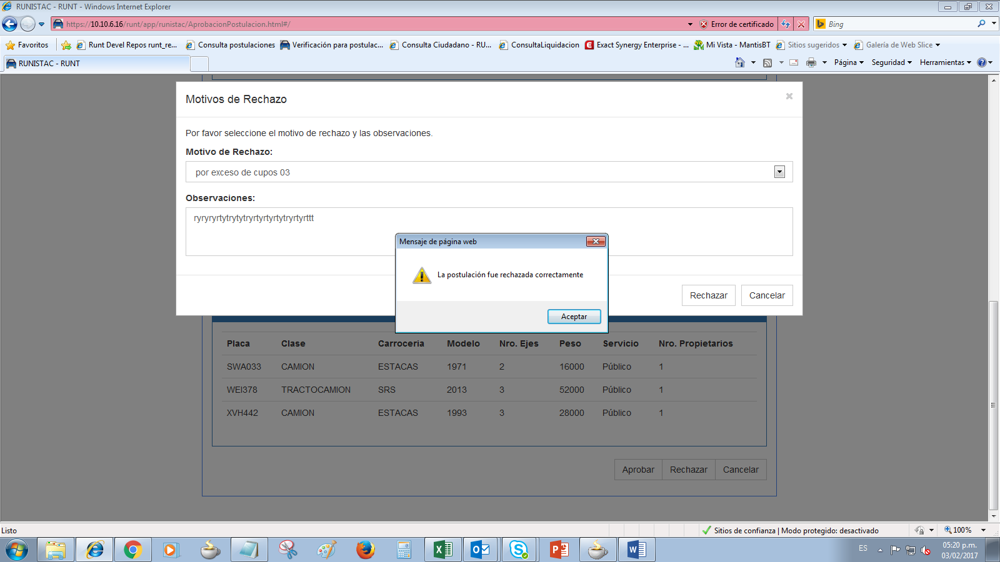 RUNISTAC - RUNT - Windows Internet Explorer
https://10.10.6.16/runt/app/runistac/AprobacionPostulacion.html#/
Error de certificado
Bing
Favoritos
Runt Devel Repos runt_re...
Consulta postulaciones
Verificación para postulac...
Consulta Ciudadano - RU...
ConsultaLiquidacion
Exact Synergy Enterprise - ...
Mi Vista - MantisBT
Sitios sugeridos
Galería de Web Slice
RUNISTAC - RUNT
Página
Seguridad
Herramientas
Motivos de Rechazo
Por favor seleccione el motivo de rechazo y las observaciones.
Motivo de Rechazo:
por exceso de cupos 03
Observaciones:
ryryryrtytrytytryrtyrtyrtytryrtyrttt
Mensaje de página web
La postulación fue rechazada correctamente
Aceptar
Rechazar Cancelar
Placa Clase Carroceria Modelo Nro. Ejes Peso Servicio Nro. Propietarios
SWA033 CAMION ESTACAS 1971 2 16000 Público 1
WEI378 TRACTOCAMION SRS 2013 3 52000 Público 1
XVH442 CAMION ESTACAS 1993 3 28000 Público 1
Aprobar Rechazar Cancelar
Listo
Sitios de confianza | Modo protegido: desactivado
100%
ES
05:20 p.m.
03/02/2017